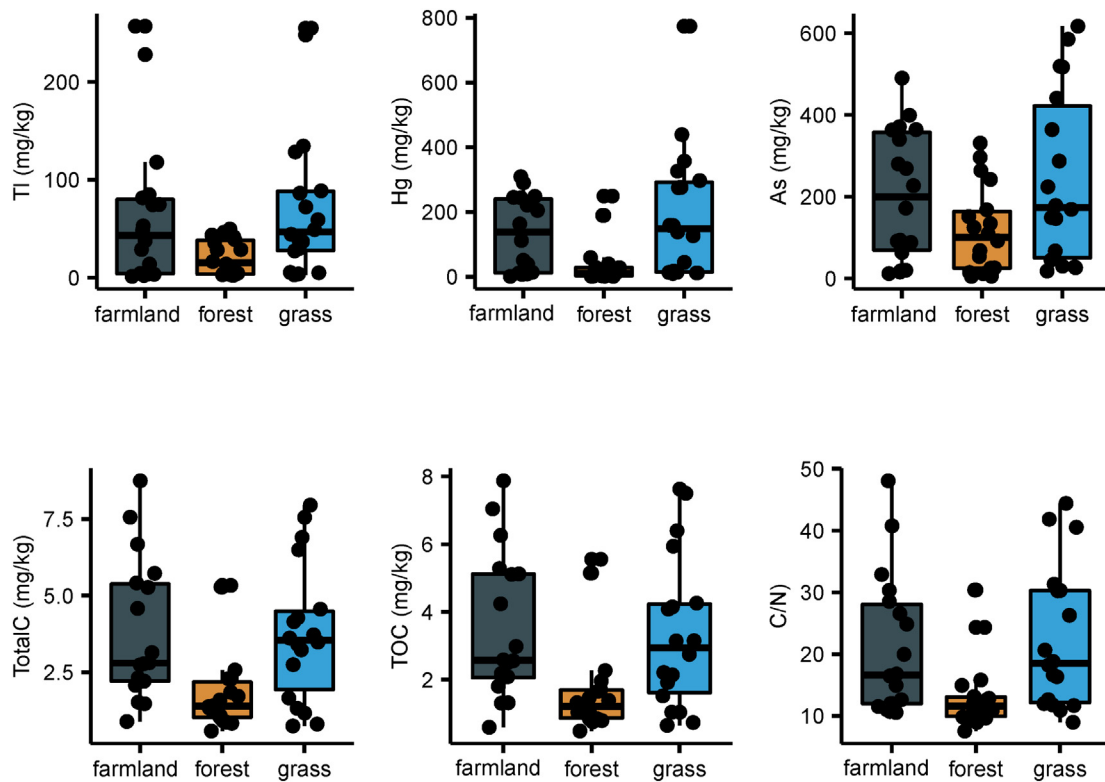 Tl (mg/kg)
200
100
0
farmland forest grass
Hg (mg/kg)
800
600
400
200
0
farmland forest grass
As (mg/kg)
600
400
200
0
farmland forest grass
TotalC (mg/kg)
7.5
5.0
2.5
farmland forest grass
TOC (mg/kg)
8
6
4
2
farmland forest grass
C/N)
50
40
30
20
10
farmland forest grass